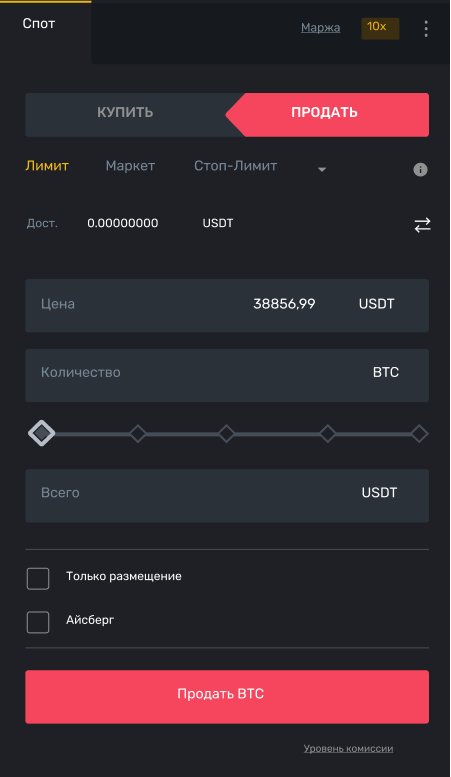 Спот
Маржа 10x
КУПИТЬ ПРОДАТЬ
Лимит Маркет Стоп-Лимит
Дост. 0.00000000 USDT
Цена 38856,99 USDT
Количество BTC
Всего USDT
Только размещение
Айсберг
Продать BTC
Уровень комиссии